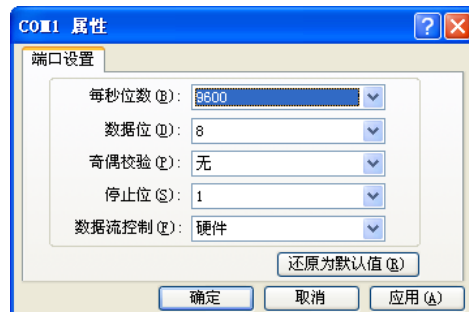 COM1 属性
端口设置
每秒位数(B): 9600
数据位(D): 8
奇偶校验(P): 无
停止位(S): 1
数据流控制(F): 硬件
还原为默认值(R)
确定 取消 应用(A)